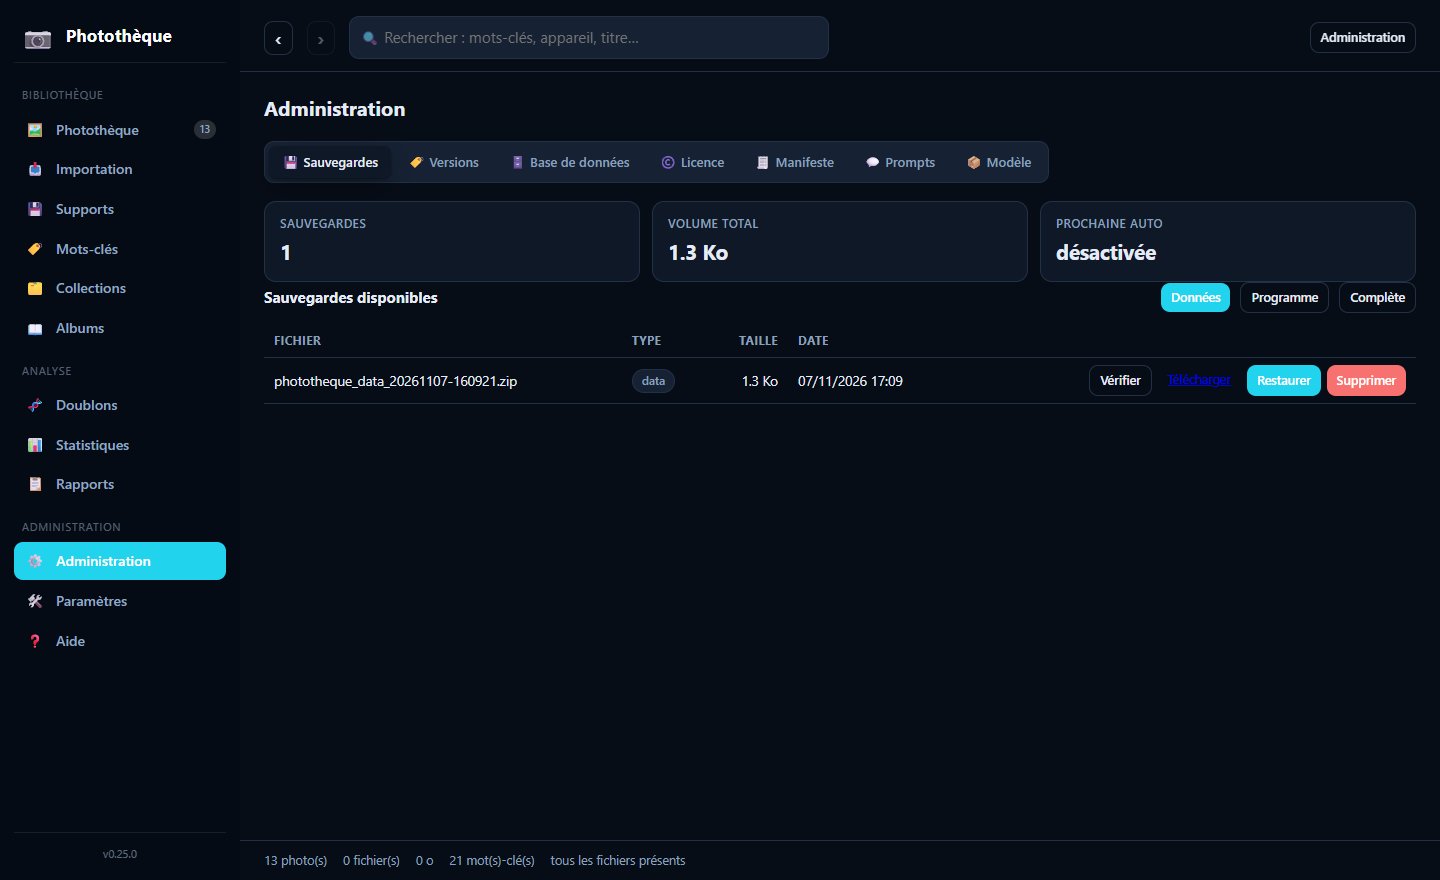 Photothèque
‹ ›
Rechercher : mots-clés, appareil, titre...
Administration
BIBLIOTHÈQUE
Photothèque 13
Importation
Supports
Mots-clés
Collections
Albums
ANALYSE
Doublons
Statistiques
Rapports
ADMINISTRATION
Administration
Paramètres
Aide
v0.25.0
Administration
Sauvegardes Versions Base de données Licence Manifeste Prompts Modèle
SAUVEGARDES
1
VOLUME TOTAL
1.3 Ko
PROCHAINE AUTO
désactivée
Sauvegardes disponibles
Données Programme Complète
FICHIER TYPE TAILLE DATE
phototheque_data_20261107-160921.zip data 1.3 Ko 07/11/2026 17:09 Vérifier Télécharger Restaurer Supprimer
13 photo(s) 0 fichier(s) 0 o 21 mot(s)-clé(s) tous les fichiers présents